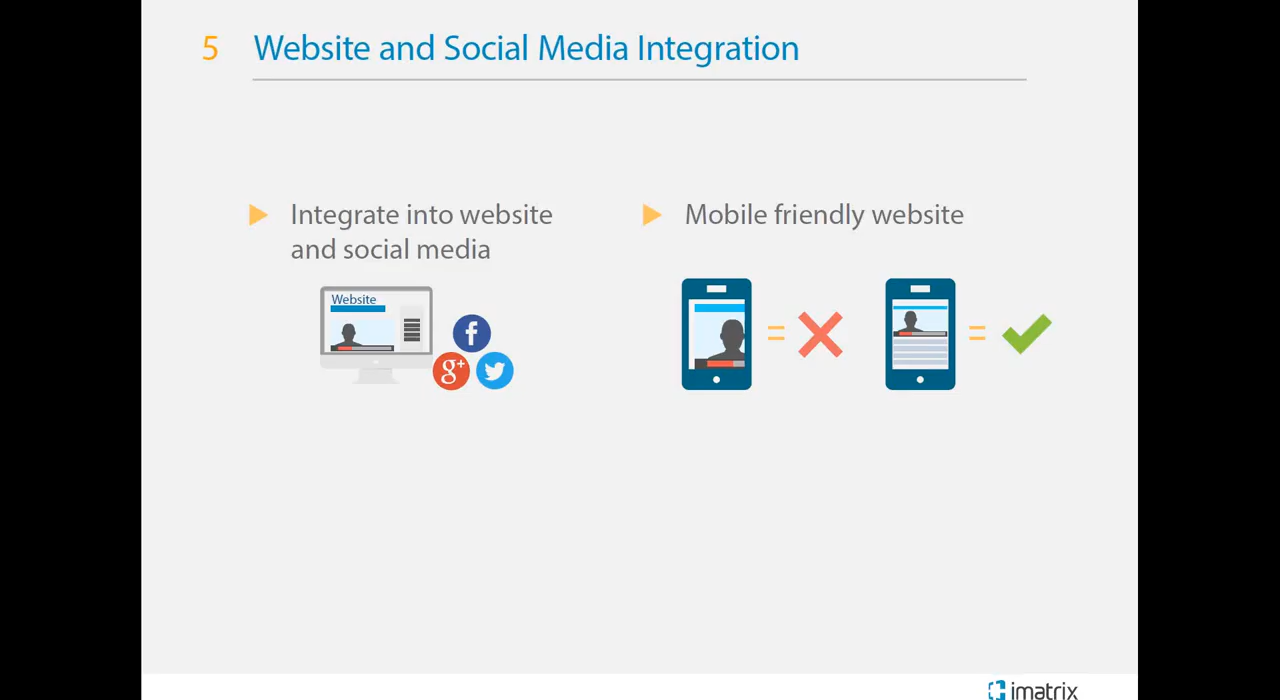 5 Website and Social Media Integration
Integrate into website
and social media
Mobile friendly website
Website
f
g+
= =
imatrix